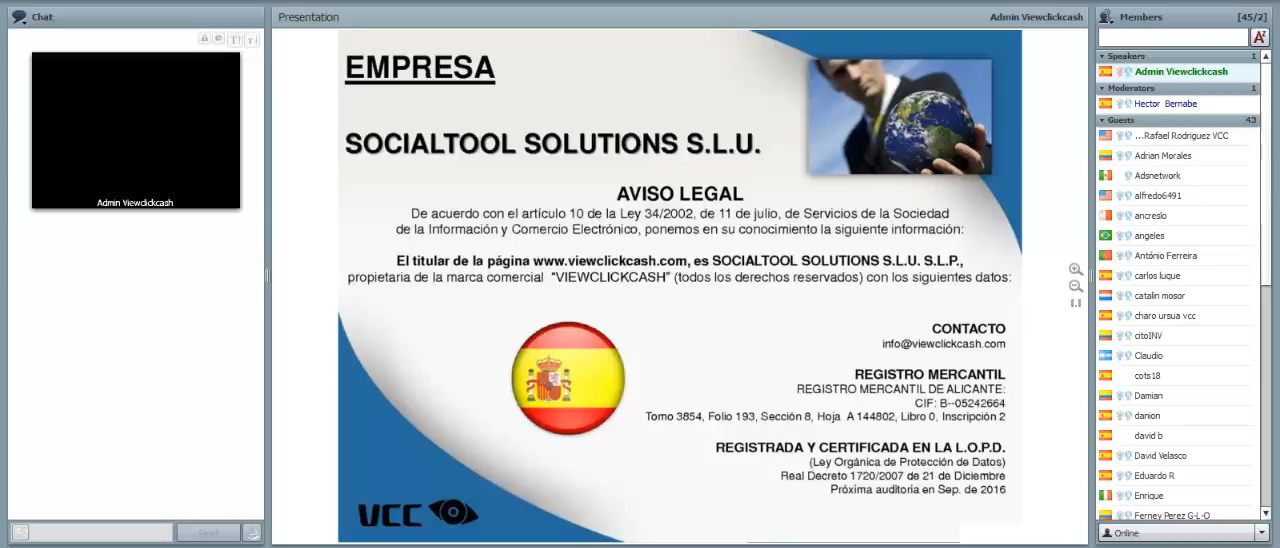 Chat
Admin Viewclickcash
Send
Presentation
Admin Viewclickcash
EMPRESA
SOCIALTOOL SOLUTIONS S.L.U.
AVISO LEGAL
De acuerdo con el artículo 10 de la Ley 34/2002, de 11 de julio, de Servicios de la Sociedad
de la Información y Comercio Electrónico, ponemos en su conocimiento la siguiente información:
El titular de la página www.viewclickcash.com, es SOCIALTOOL SOLUTIONS S.L.U. S.L.P.,
propietaria de la marca comercial “VIEWCLICKCASH” (todos los derechos reservados) con los siguientes datos:
CONTACTO
info@viewclickcash.com
REGISTRO MERCANTIL
REGISTRO MERCANTIL DE ALICANTE:
CIF: B--05242664
Tomo 3854, Folio 193, Sección 8, Hoja A 144802, Libro 0, Inscripción 2
REGISTRADA Y CERTIFICADA EN LA L.O.P.D.
(Ley Orgánica de Protección de Datos)
Real Decreto 1720/2007 de 21 de Diciembre
Próxima auditoria en Sep. de 2016
VCC
1:1
Members [45/2]
Speakers 1
Admin Viewclickcash
Moderators 1
Hector Bernabe
Guests 43
...Rafael Rodriguez VCC
Adrian Morales
Adsnetwork
alfredo6491
ancreslo
angeles
António Ferreira
carlos luque
catalin mosor
charo ursua vcc
citoINV
Claudio
cots18
Damian
danion
david b
David Velasco
Eduardo R
Enrique
Ferney Perez G-L-O
Online